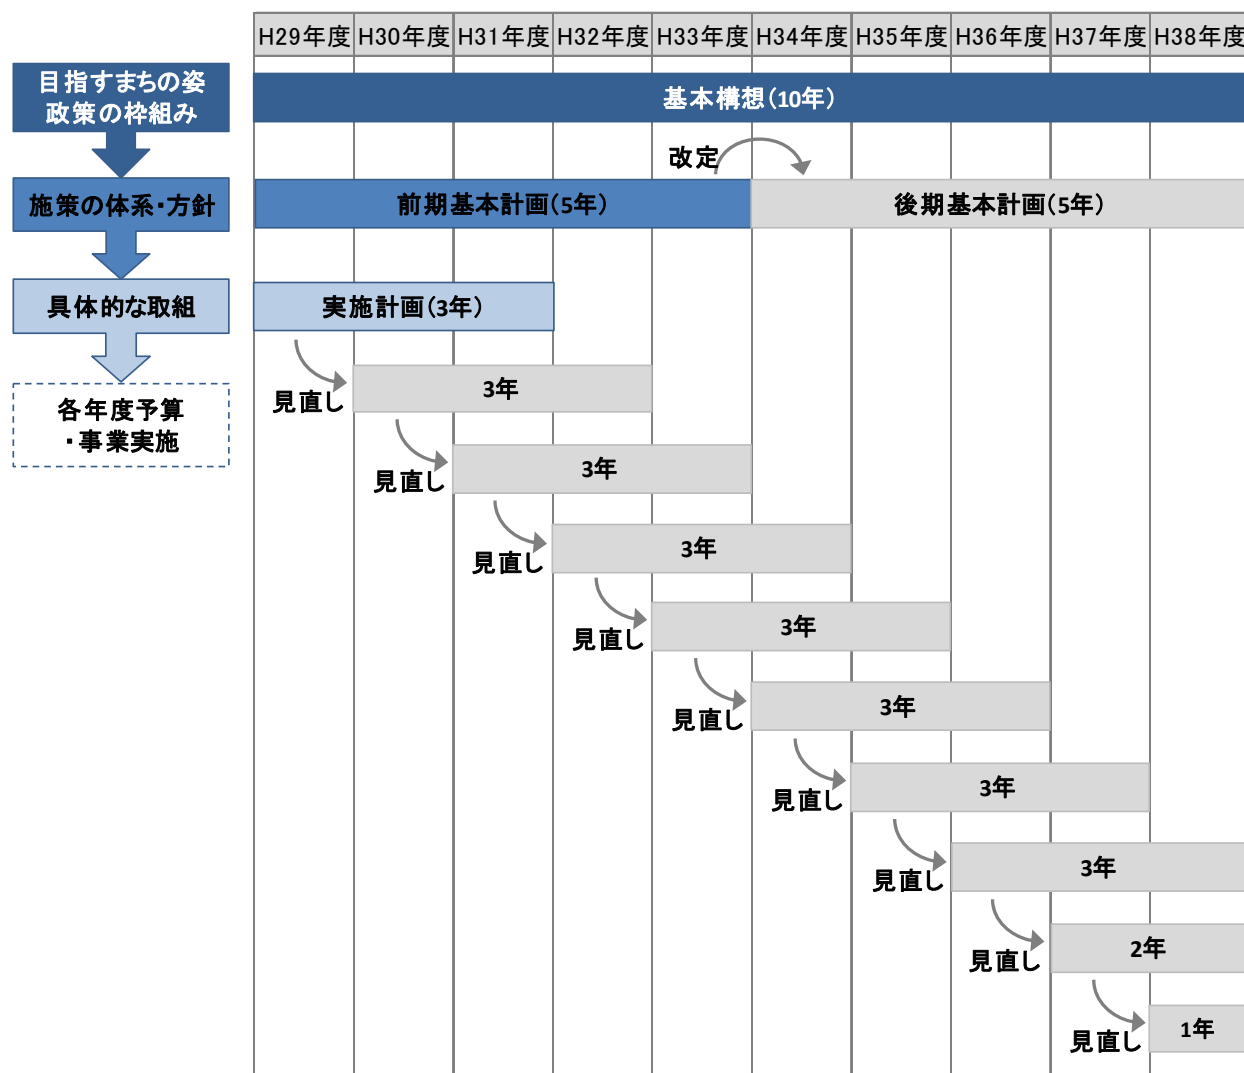 H29年度 H30年度 H31年度 H32年度 H33年度 H34年度 H35年度 H36年度 H37年度 H38年度
目指すまちの姿
政策の枠組み
基本構想(10年)
改定
施策の体系・方針
前期基本計画(5年)
後期基本計画(5年)
具体的な取組
実施計画(3年)
各年度予算
・事業実施
見直し
3年
見直し
3年
見直し
3年
見直し
3年
見直し
3年
見直し
3年
見直し
3年
見直し
2年
見直し
1年